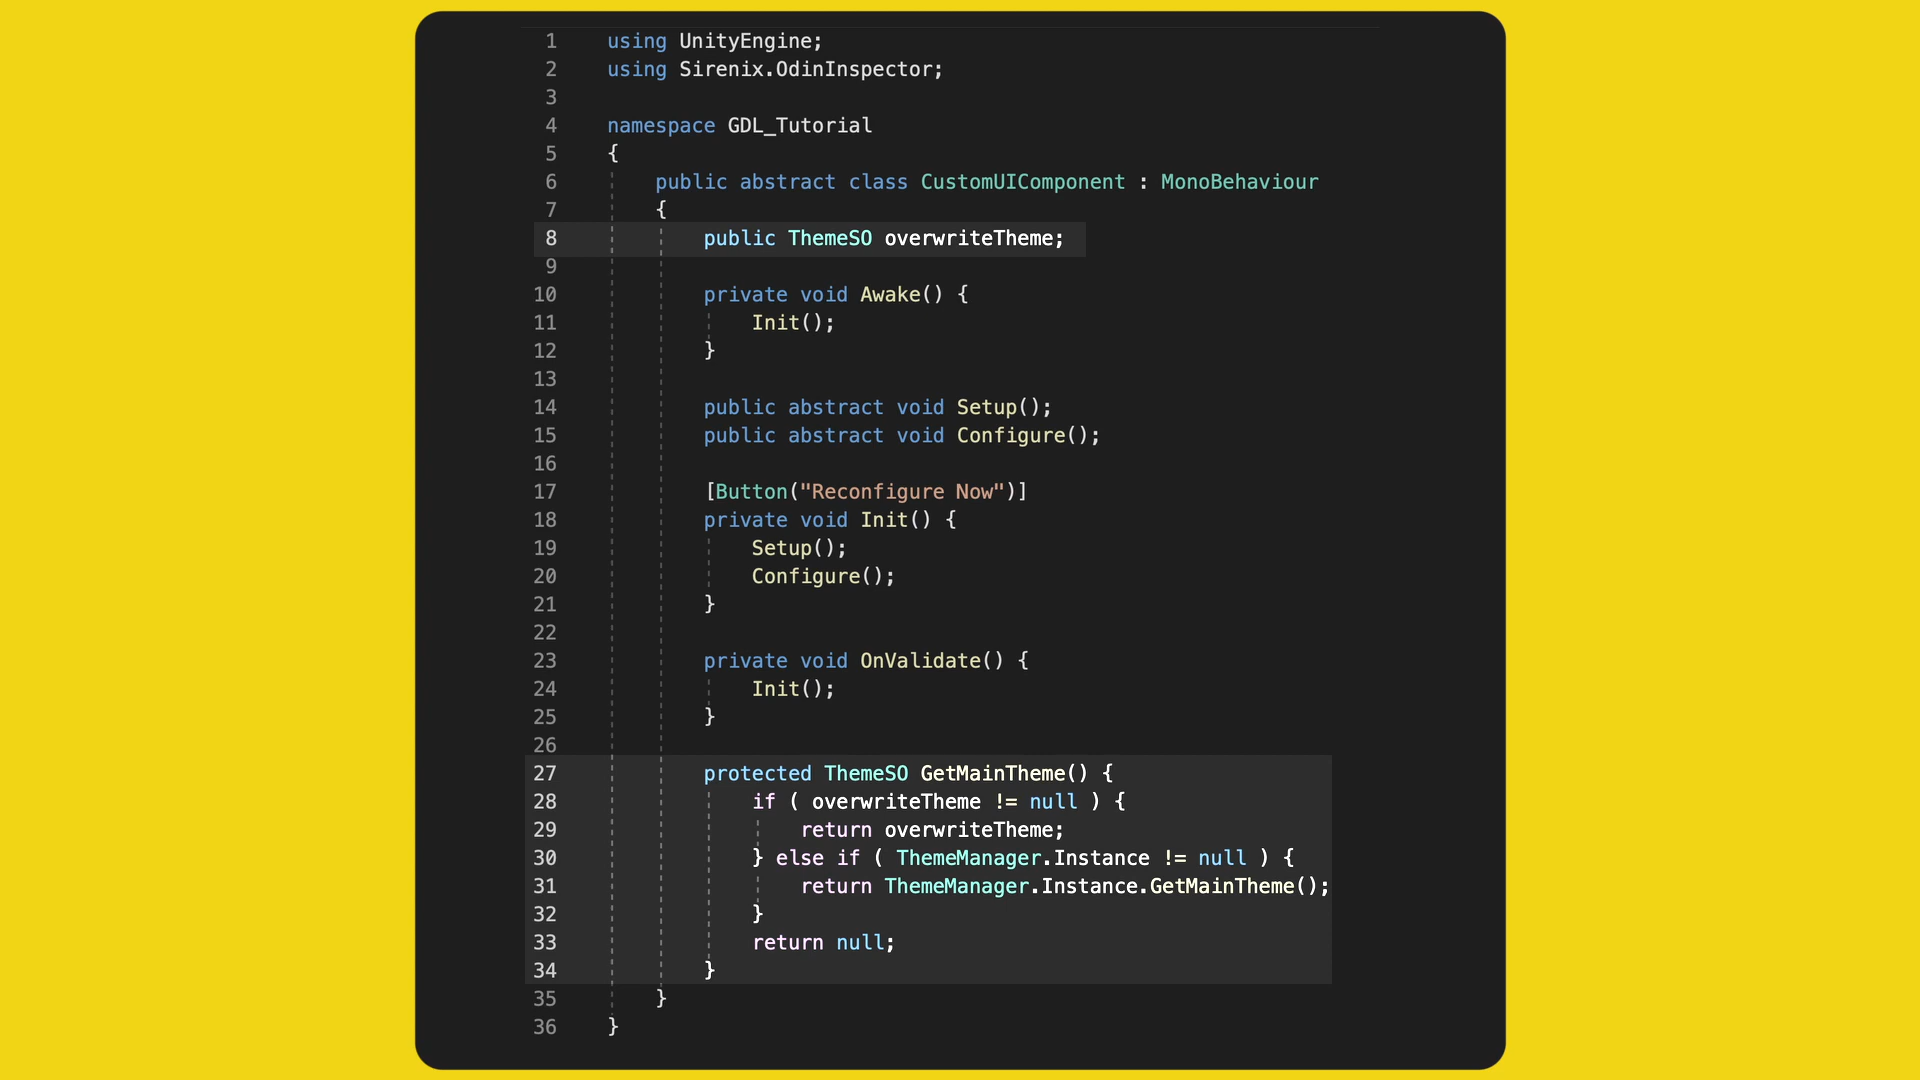 1 using UnityEngine;
2 using Sirenix.OdinInspector;
3
4 namespace GDL_Tutorial
5 {
6 public abstract class CustomUIComponent : MonoBehaviour
7 {
8 public ThemeSO overwriteTheme;
9
10 private void Awake() {
11 Init();
12 }
13
14 public abstract void Setup();
15 public abstract void Configure();
16
17 [Button("Reconfigure Now")]
18 private void Init() {
19 Setup();
20 Configure();
21 }
22
23 private void OnValidate() {
24 Init();
25 }
26
27 protected ThemeSO GetMainTheme() {
28 if ( overwriteTheme != null ) {
29 return overwriteTheme;
30 } else if ( ThemeManager.Instance != null ) {
31 return ThemeManager.Instance.GetMainTheme();
32 }
33 return null;
34 }
35 }
36 }